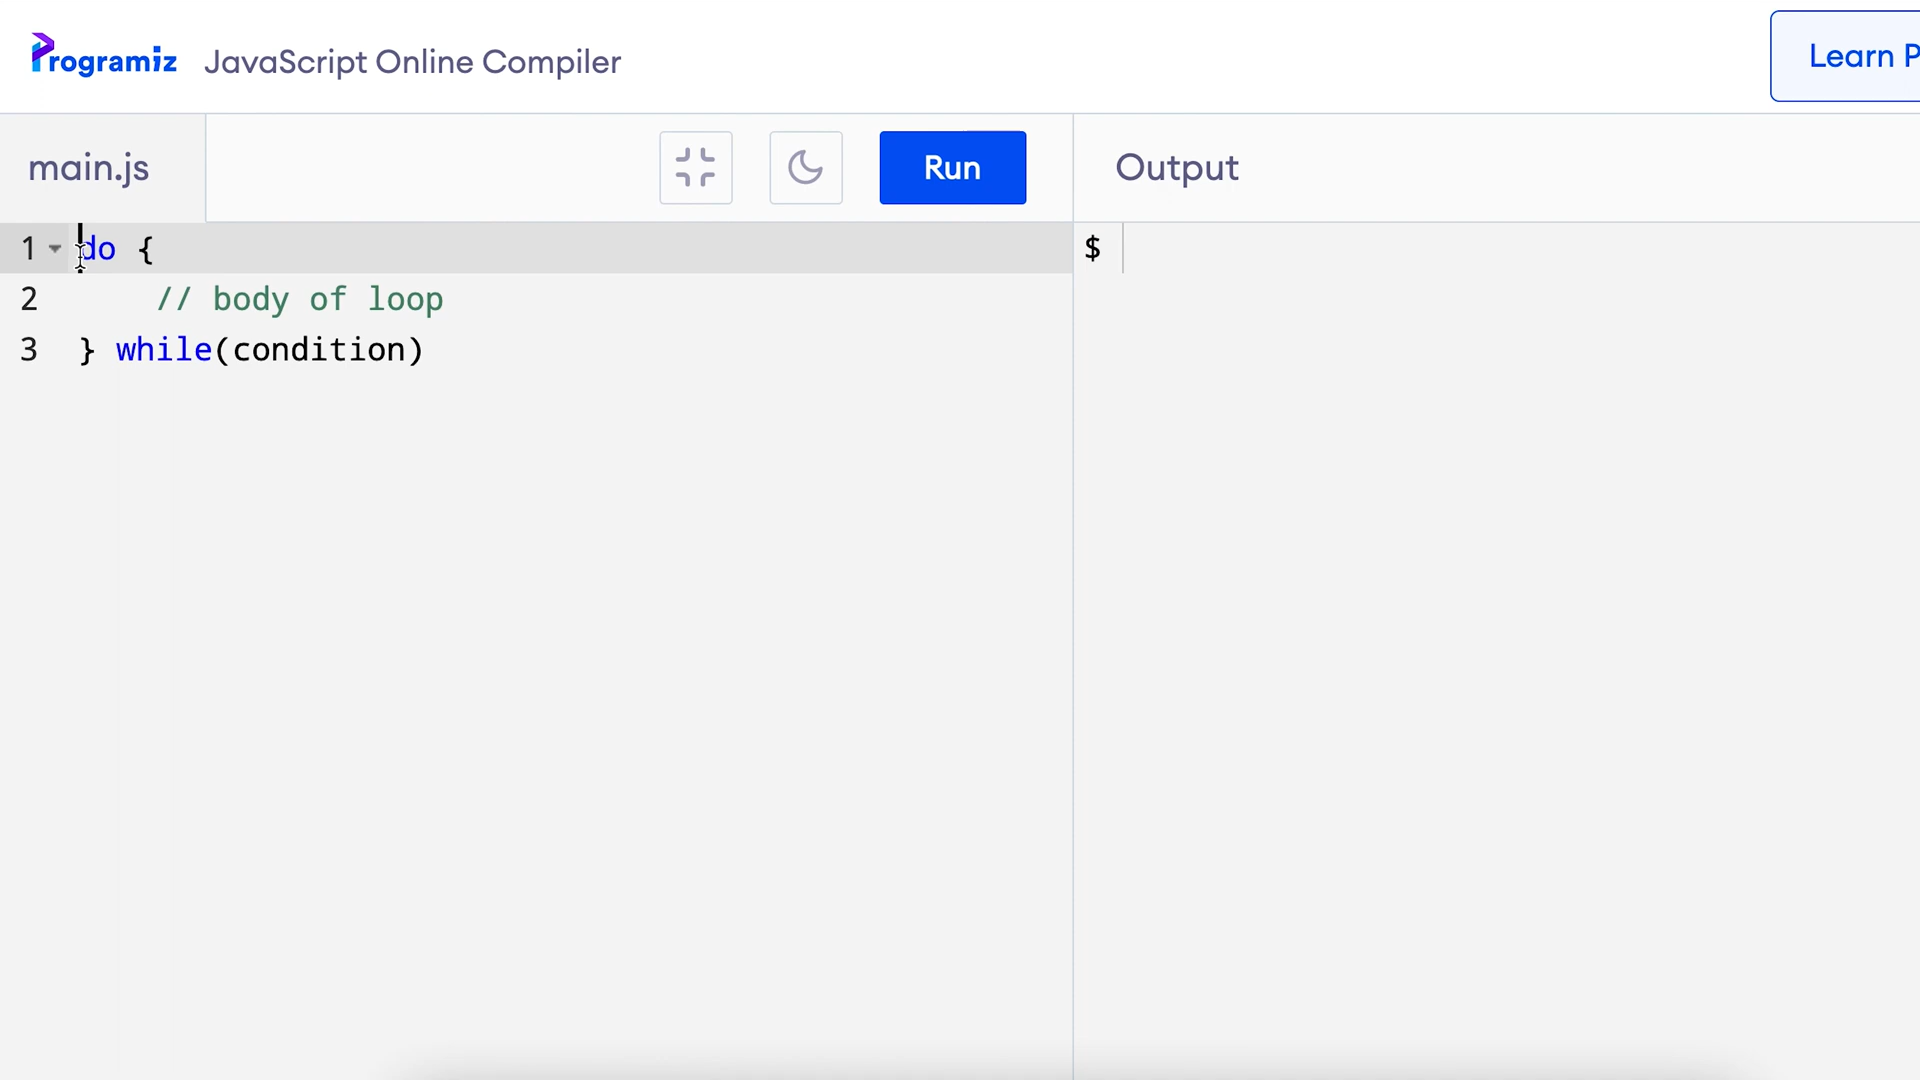 Programiz JavaScript Online Compiler
Learn P
main.js
Run
Output
1 do {
2 // body of loop
3 } while(condition)
$